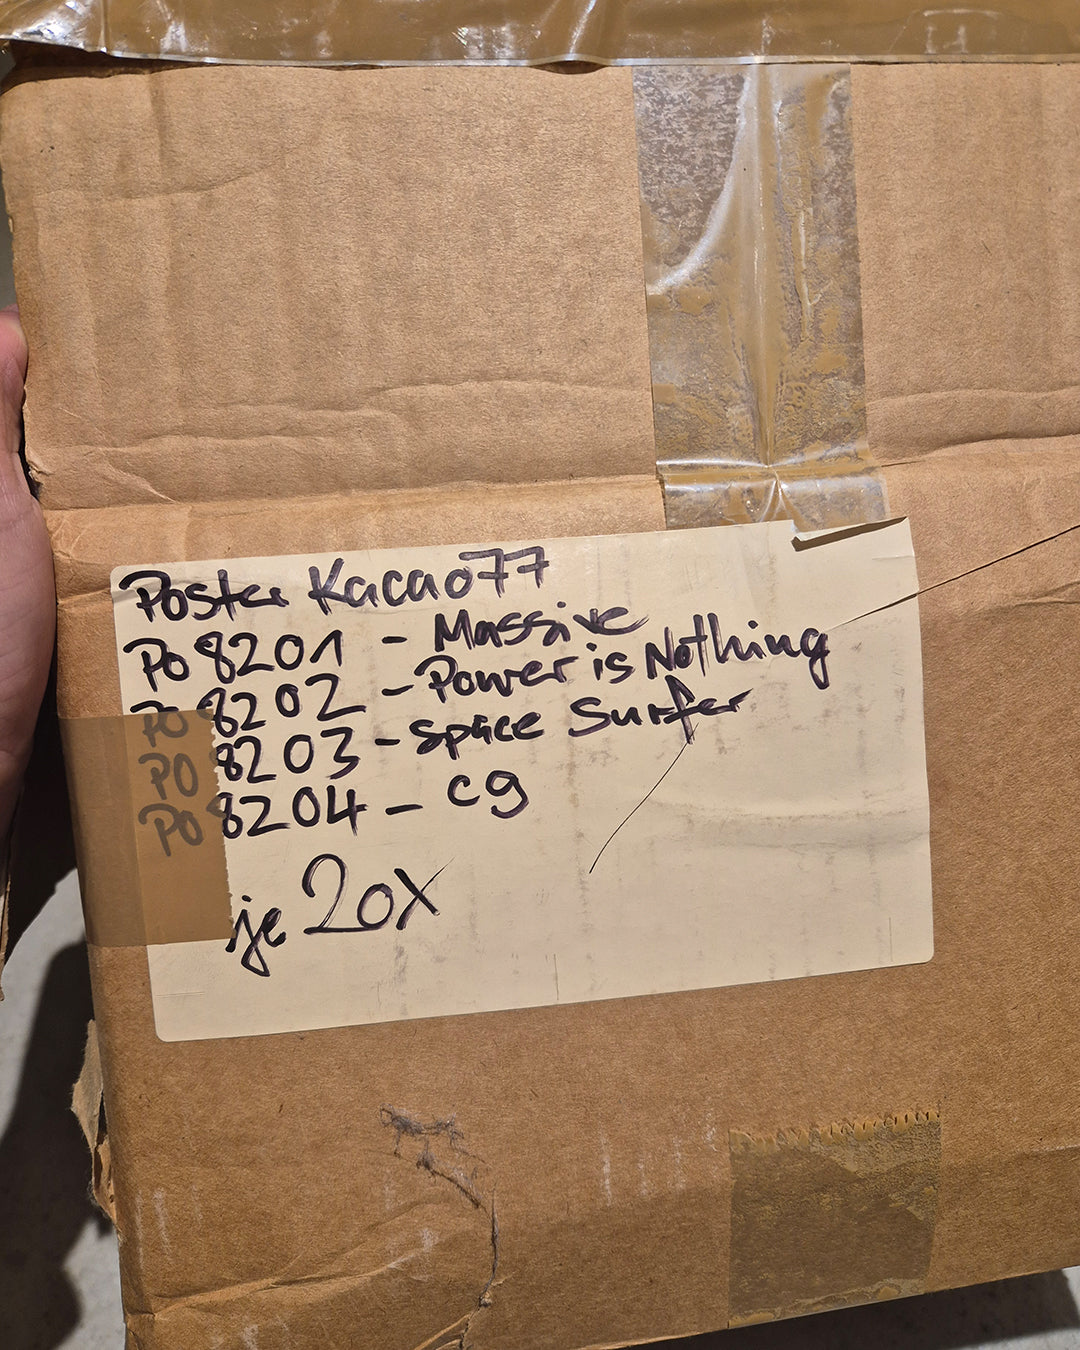 Poster Kacao77
PO 8201 - Massive
PO 8202 - Power is Nothing
PO 8203 - Space Surfer
PO 8204 - c9
je 20x